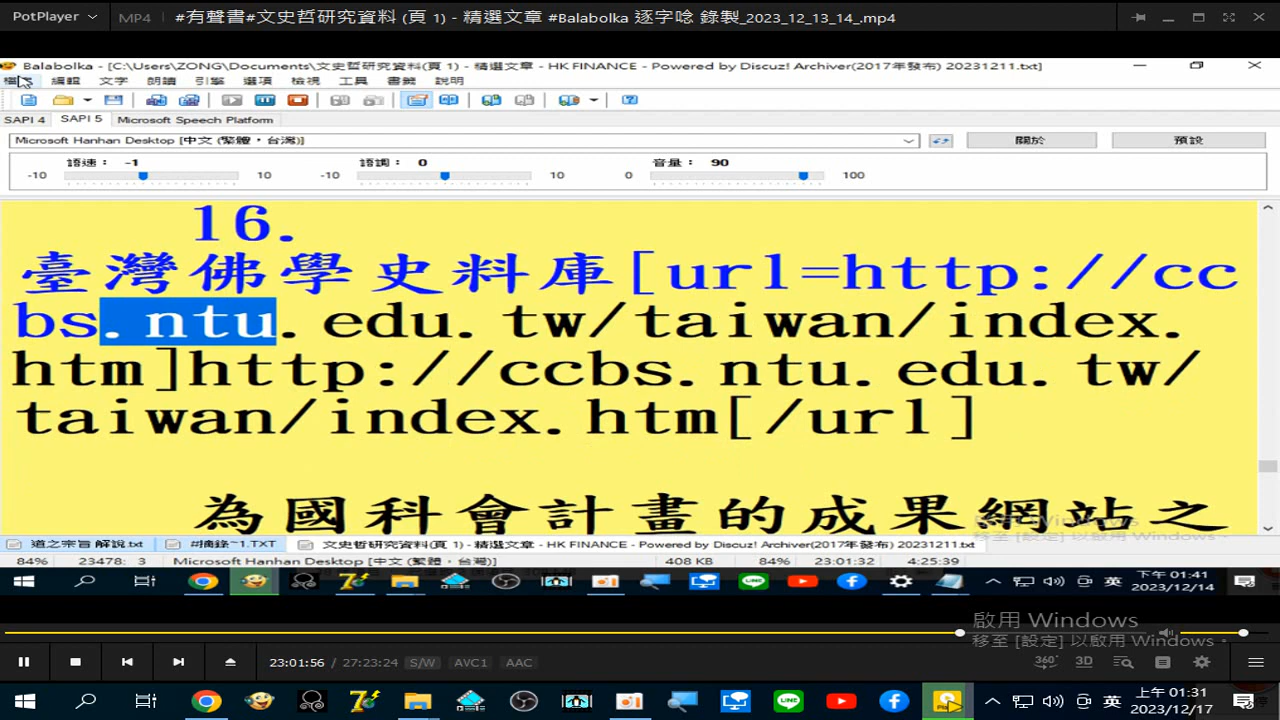 PotPlayer MP4 #有聲書#文史哲研究資料 (頁 1) - 精選文章 #Balabolka 逐字唸 錄製_2023_12_13_14_.mp4
Balabolka - [C:\Users\ZONG\Documents\文史哲研究資料(頁 1) - 精選文章 - HK FINANCE - Powered by Discuz! Archiver(2017年發布) 20231211.txt]
檔案 編輯 文字 朗讀 引擎 選項 檢視 工具 書籤 說明
SAPI 4 SAPI 5 Microsoft Speech Platform
Microsoft Hanhan Desktop [中文 (繁體，台灣)] 關於 預設
語速： -1 語調： 0 音量： 90
-10 10 -10 10 0 100
16.
臺灣佛學史料庫[url=http://cc
bs.ntu.edu.tw/taiwan/index.
htm]http://ccbs.ntu.edu.tw/
taiwan/index.htm[/url]
為國科會計畫的成果網站之
道之宗旨 解說.txt #摘錄~1.TXT 文史哲研究資料(頁 1) - 精選文章 - HK FINANCE - Powered by Discuz! Archiver(2017年發布) 20231211.txt
84% 23478: 3 Microsoft Hanhan Desktop [中文 (繁體，台灣)] 408 KB 84% 23:01:32 4:25:39
英 下午 01:41
2023/12/14
啟用 Windows
移至 [設定] 以啟用 Windows。
23:01:56 / 27:23:24 S/W AVC1 AAC 360° 3D
英 上午 01:31
2023/12/17